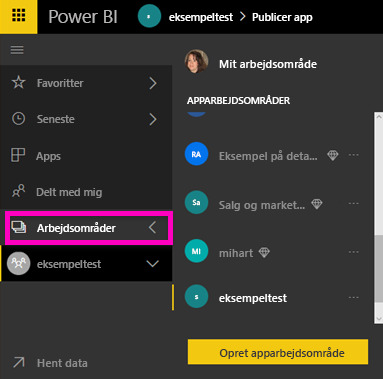 Power BI s eksempeltest > Publicer app
Favoritter
Seneste
Apps
Delt med mig
Arbejdsområder
eksempeltest
Hent data
Mit arbejdsområde
APPARBEJDSOMRÅDER
RA Eksempel på deta... ...
Sa Salg og market... ...
MI mihart ...
s eksempeltest ...
Opret apparbejdsområde